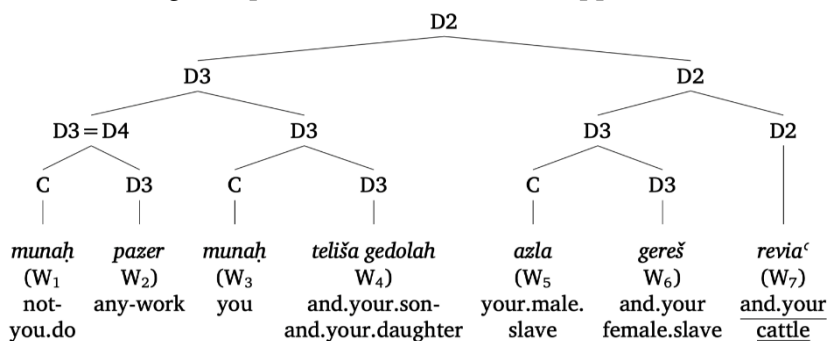 D2
D3 D2
D3 = D4 D3 D3 D2
C D3 C D3 C D3
munaḥ pazer munaḥ teliša gedolah azla gereš reviaʿ
(W₁ W₂) (W₃ W₄) (W₅ W₆) (W₇)
not- any-work you and.your.son- your.male. and.your and.your
you.do and.your.daughter slave female.slave cattle